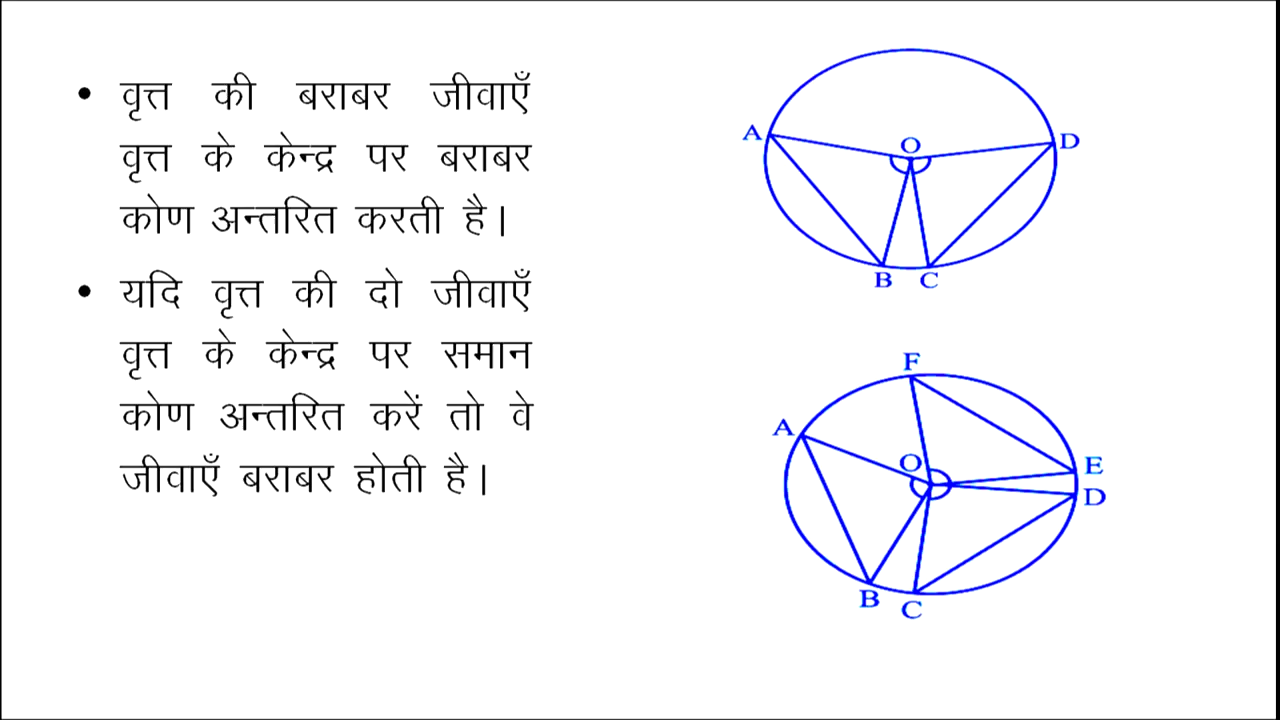 • वृत्त की बराबर जीवाएँ
वृत्त के केन्द्र पर बराबर
कोण अन्तरित करती है।
• यदि वृत्त की दो जीवाएँ
वृत्त के केन्द्र पर समान
कोण अन्तरित करें तो वे
जीवाएँ बराबर होती है।
A
O
D
B
C
F
A
O
E
D
B
C